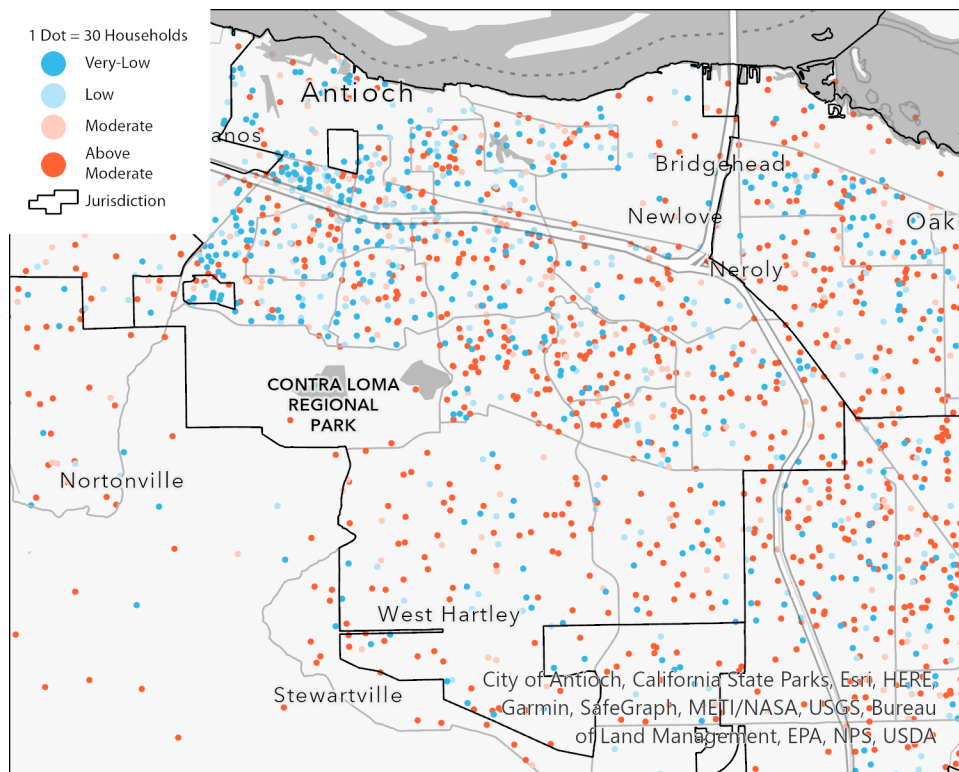 1 Dot = 30 Households
Very-Low
Low
Moderate
Above
Moderate
Jurisdiction
Antioch
anos
Bridgehead
Newlove
Oakl
Neroly
CONTRA LOMA
REGIONAL
PARK
Nortonville
West Hartley
Stewartville
City of Antioch, California State Parks, Esri, HERE,
Garmin, SafeGraph, METI/NASA, USGS, Bureau
of Land Management, EPA, NPS, USDA